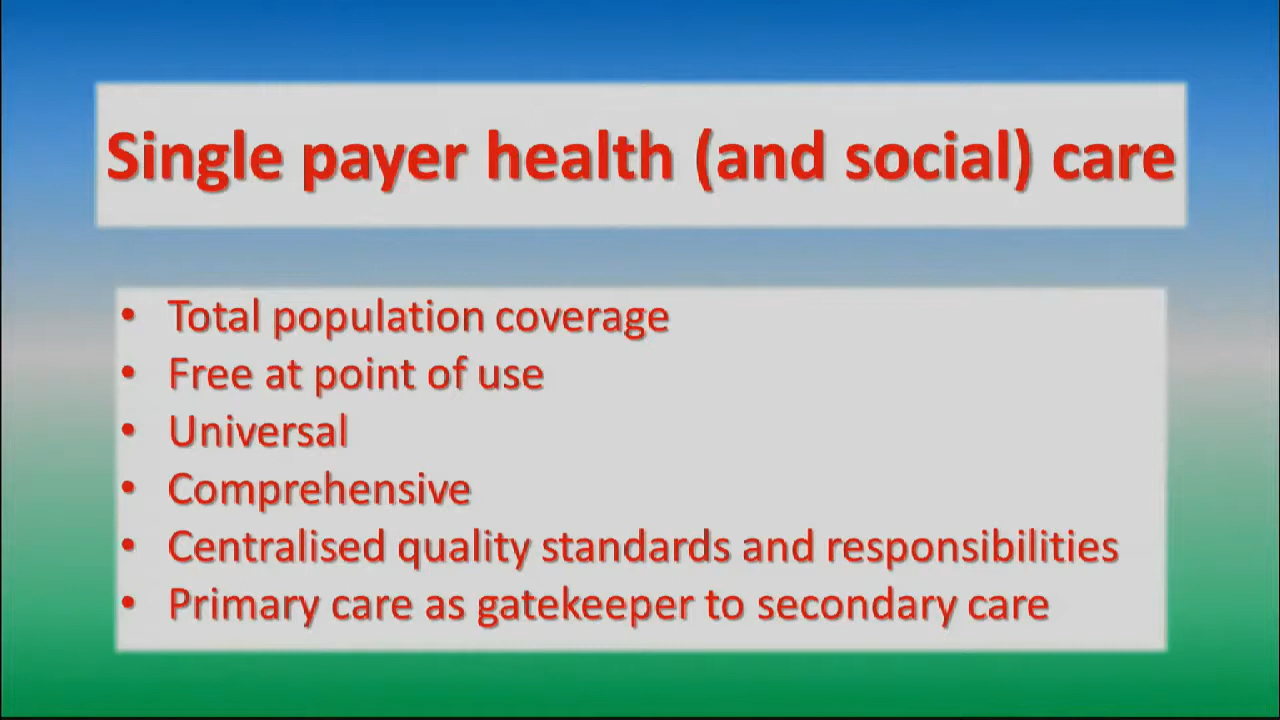 Single payer health (and social) care
• Total population coverage
• Free at point of use
• Universal
• Comprehensive
• Centralised quality standards and responsibilities
• Primary care as gatekeeper to secondary care